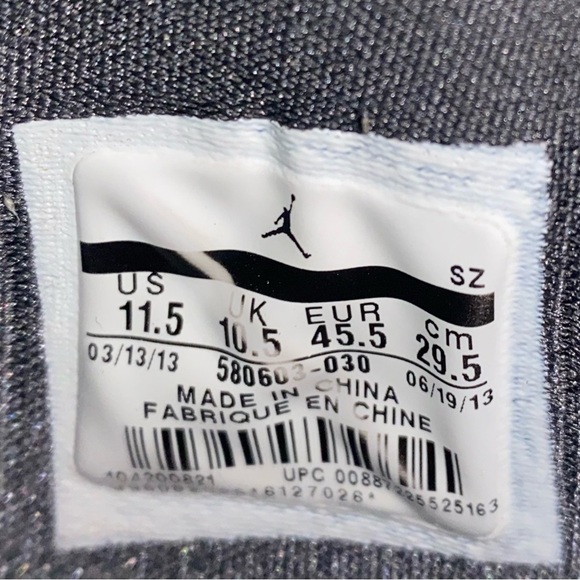 SZ
US UK EUR cm
11.5 10.5 45.5 29.5
03/13/13 580603-030 06/19/13
MADE IN CHINA
FABRIQUE EN CHINE
UPC